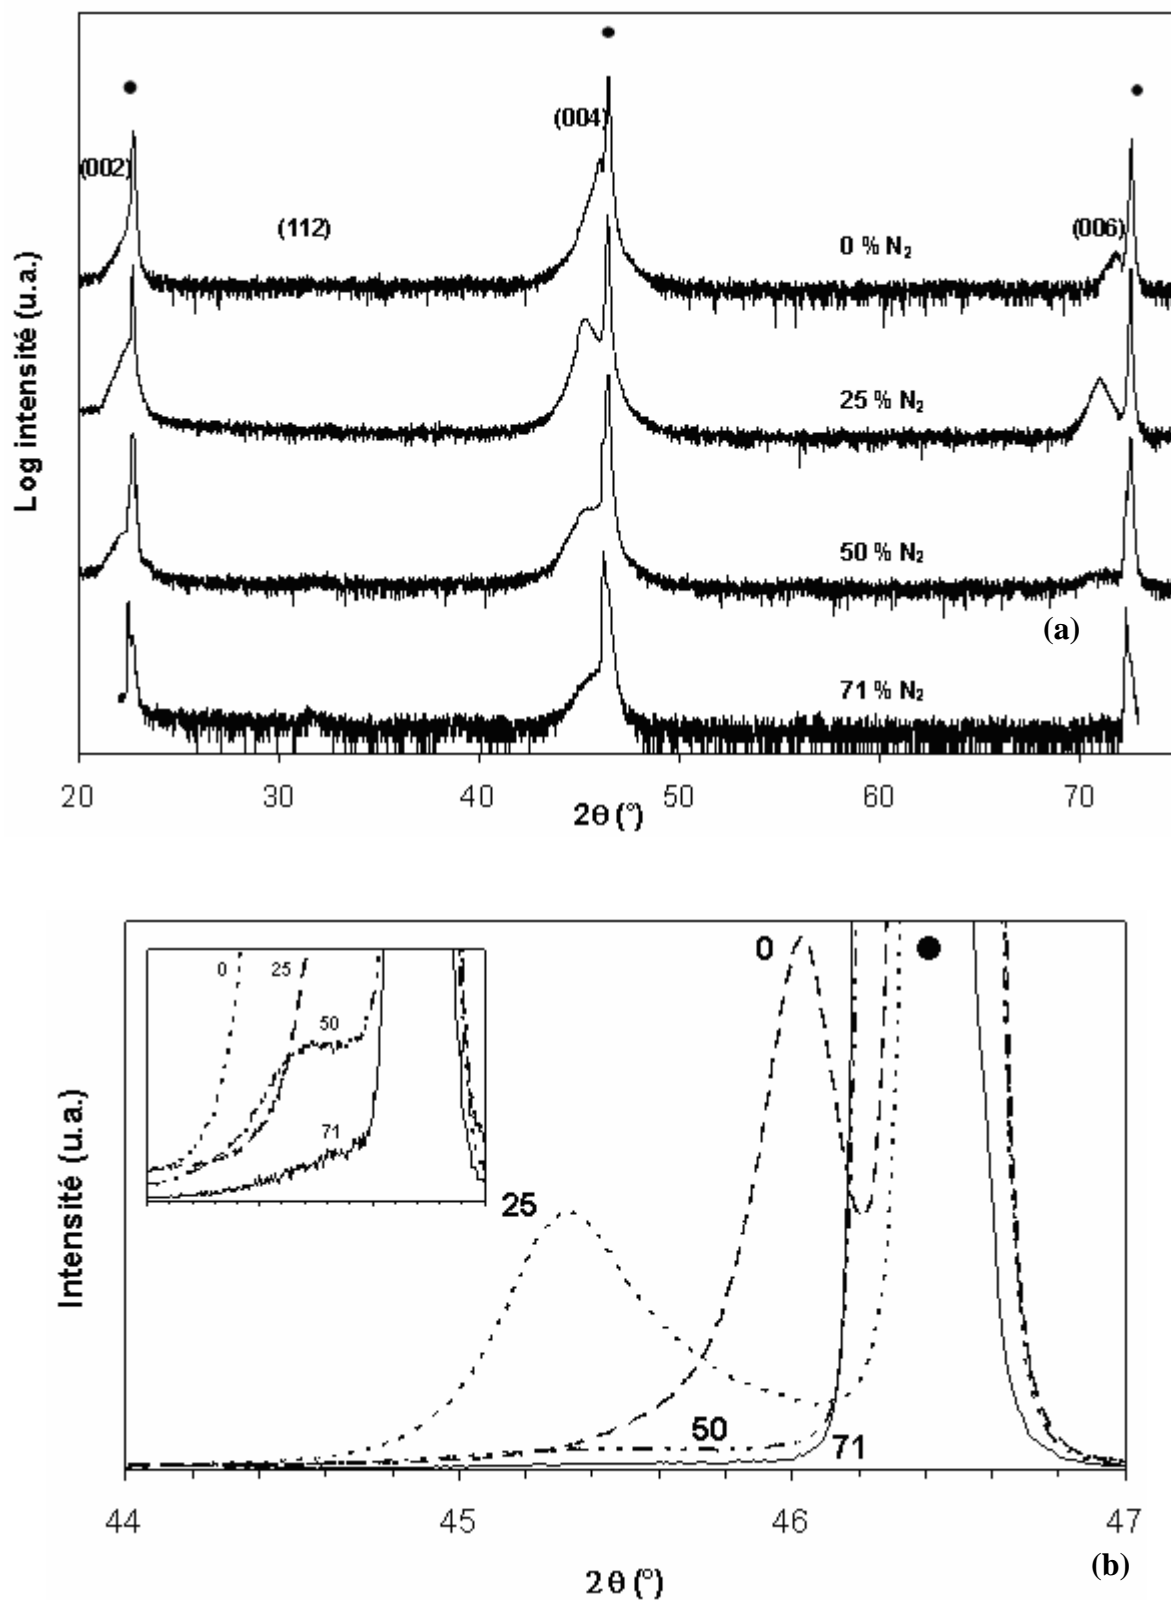 (004)
(002)
(112)
(006)
0 % N₂
25 % N₂
50 % N₂
71 % N₂
Log intensité (u.a.)
(a)
20 30 40 50 60 70
2θ (°)
0
0 25
50
71
25
50
71
Intensité (u.a.)
44 45 46 47
2θ (°)
(b)